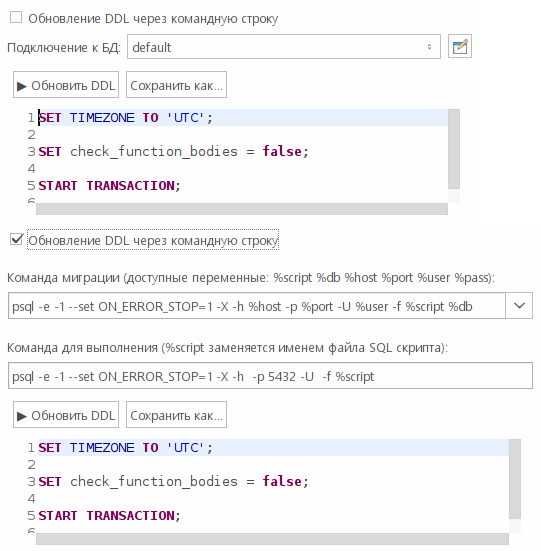 Обновление DDL через командную строку
Подключение к БД: default
▶ Обновить DDL Сохранить как...
1 SET TIMEZONE TO 'UTC';
2
3 SET check_function_bodies = false;
4
5 START TRANSACTION;
6
Обновление DDL через командную строку
Команда миграции (доступные переменные: %script %db %host %port %user %pass):
psql -e -1 --set ON_ERROR_STOP=1 -X -h %host -p %port -U %user -f %script %db
Команда для выполнения (%script заменяется именем файла SQL скрипта):
psql -e -1 --set ON_ERROR_STOP=1 -X -h  -p 5432 -U  -f %script
▶ Обновить DDL Сохранить как...
1 SET TIMEZONE TO 'UTC';
2
3 SET check_function_bodies = false;
4
5 START TRANSACTION;
6